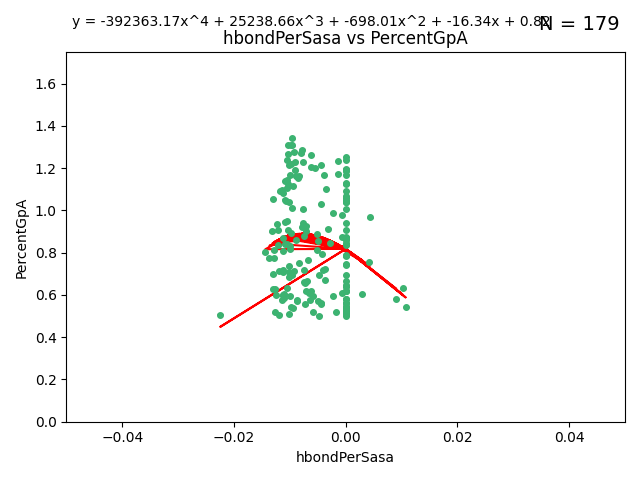 y = -392363.17x^4 + 25238.66x^3 + -698.01x^2 + -16.34x + 0.82
N = 179
hbondPerSasa vs PercentGpA
1.6
1.4
1.2
1.0
0.8
0.6
0.4
0.2
0.0
PercentGpA
−0.04 −0.02 0.00 0.02 0.04
hbondPerSasa